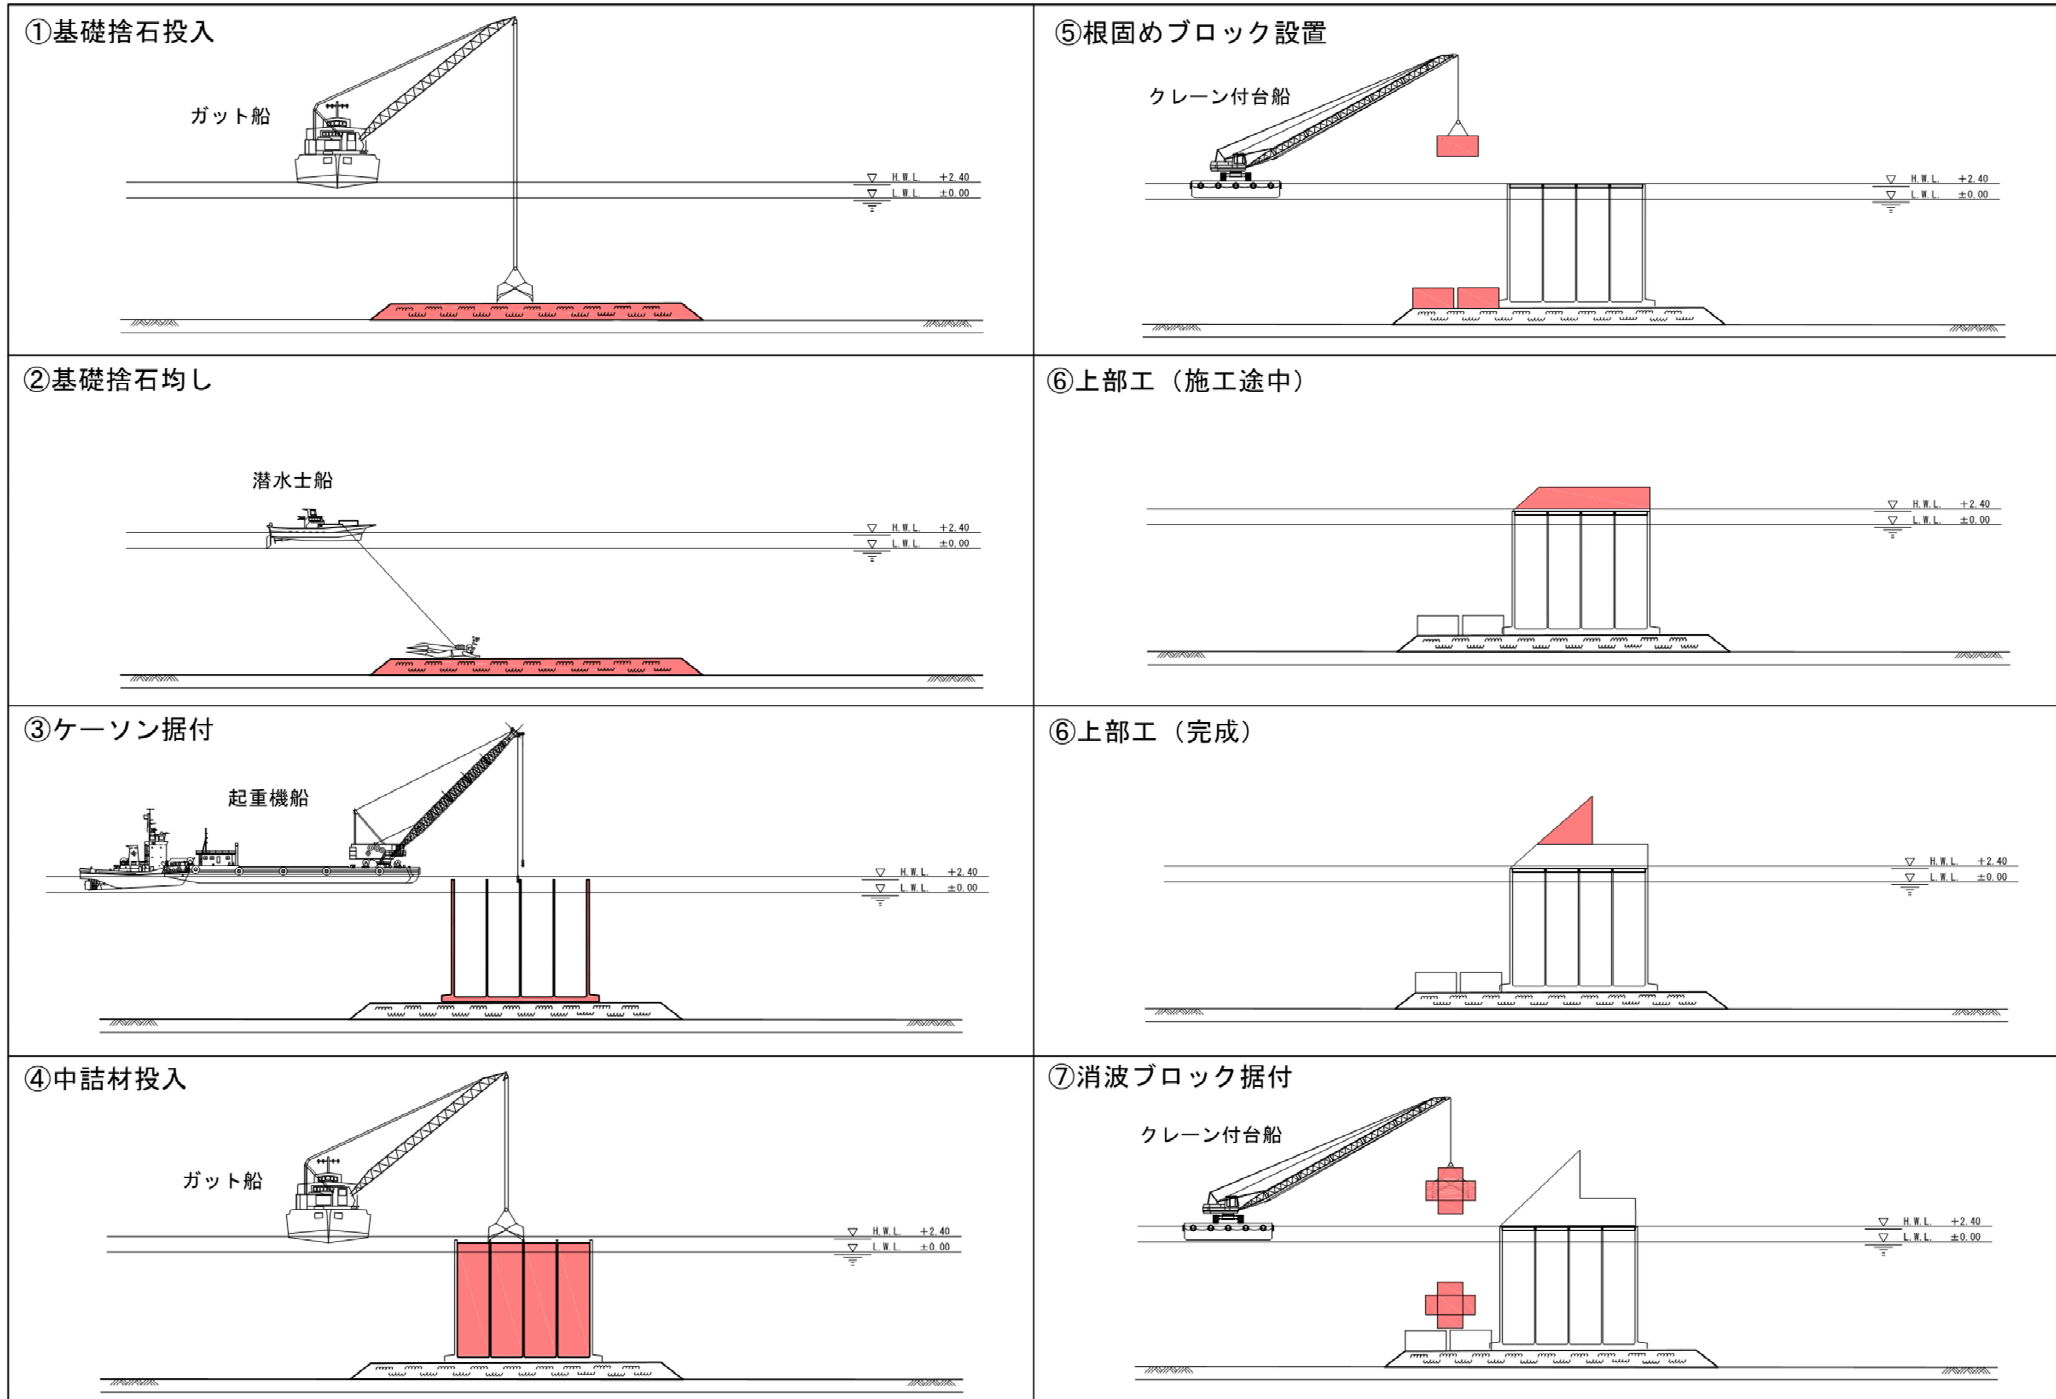 ①基礎捨石投入
ガット船
H.W.L. +2.40
L.W.L. ±0.00
②基礎捨石均し
潜水士船
H.W.L. +2.40
L.W.L. ±0.00
③ケーソン据付
起重機船
H.W.L. +2.40
L.W.L. ±0.00
④中詰材投入
ガット船
H.W.L. +2.40
L.W.L. ±0.00
⑤根固めブロック設置
クレーン付台船
H.W.L. +2.40
L.W.L. ±0.00
⑥上部工（施工途中）
H.W.L. +2.40
L.W.L. ±0.00
⑥上部工（完成）
H.W.L. +2.40
L.W.L. ±0.00
⑦消波ブロック据付
クレーン付台船
H.W.L. +2.40
L.W.L. ±0.00